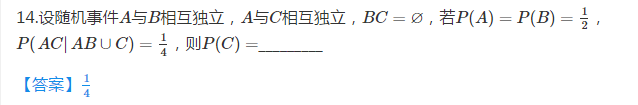 14.设随机事件A与B相互独立，A与C相互独立，BC = ∅，若P(A) = P(B) = 1/2，
P(AC| AB ∪ C) = 1/4，则P(C) =________
【答案】1/4